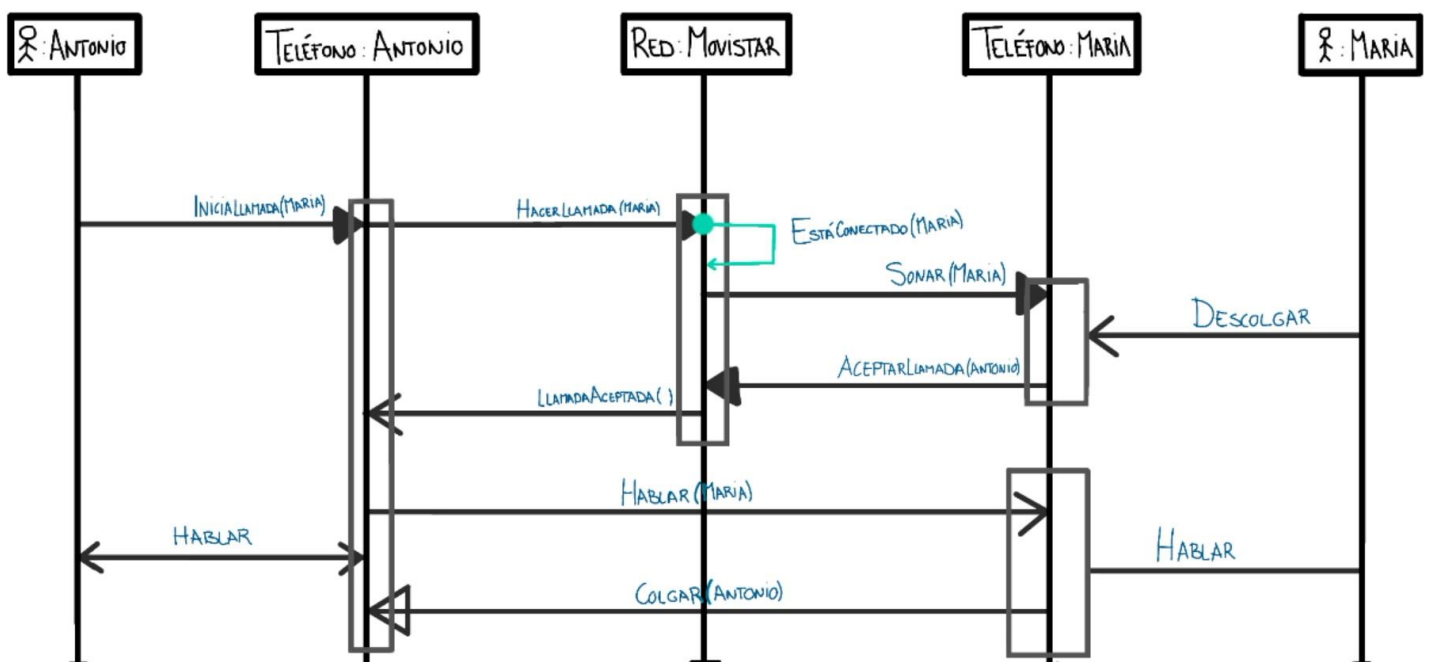 :ANTONIO
TELÉFONO:ANTONIO
RED:MOVISTAR
TELÉFONO:MARIA
:MARIA
INICIALLAMADA(MARIA)
HACERLLAMADA(MARIA)
ESTÁCONECTADO(MARIA)
SONAR(MARIA)
DESCOLGAR
ACEPTARLLAMADA(ANTONIO)
LLAMADAACEPTADA( )
HABLAR(MARIA)
HABLAR
HABLAR
COLGAR(ANTONIO)